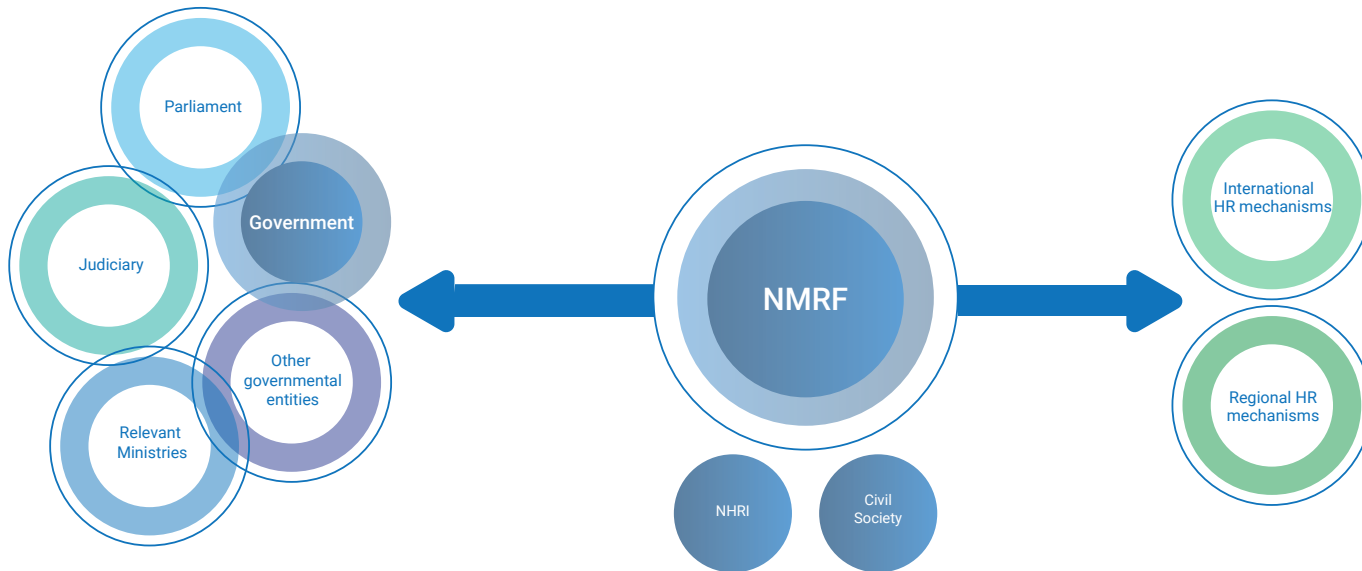 Parliament
Government
Judiciary
Other
governmental
entities
Relevant
Ministries
NMRF
NHRI
Civil
Society
International
HR mechanisms
Regional HR
mechanisms